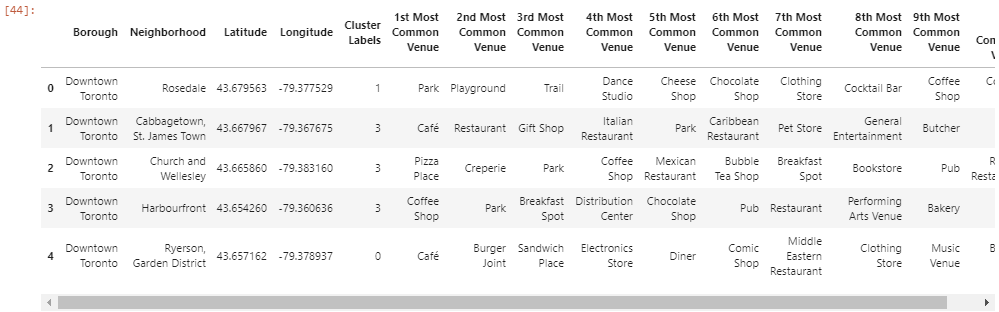 [44]:
Borough Neighborhood Latitude Longitude Cluster Labels 1st Most Common Venue 2nd Most Common Venue 3rd Most Common Venue 4th Most Common Venue 5th Most Common Venue 6th Most Common Venue 7th Most Common Venue 8th Most Common Venue 9th Most Common Venue
0 Downtown Toronto Rosedale 43.679563 -79.377529 1 Park Playground Trail Dance Studio Cheese Shop Chocolate Shop Clothing Store Cocktail Bar Coffee Shop
1 Downtown Toronto Cabbagetown, St. James Town 43.667967 -79.367675 3 Café Restaurant Gift Shop Italian Restaurant Park Caribbean Restaurant Pet Store General Entertainment Butcher
2 Downtown Toronto Church and Wellesley 43.665860 -79.383160 3 Pizza Place Creperie Park Coffee Shop Mexican Restaurant Bubble Tea Shop Breakfast Spot Bookstore Pub
3 Downtown Toronto Harbourfront 43.654260 -79.360636 3 Coffee Shop Park Breakfast Spot Distribution Center Chocolate Shop Pub Restaurant Performing Arts Venue Bakery
4 Downtown Toronto Ryerson, Garden District 43.657162 -79.378937 0 Café Burger Joint Sandwich Place Electronics Store Diner Comic Shop Middle Eastern Restaurant Clothing Store Music Venue